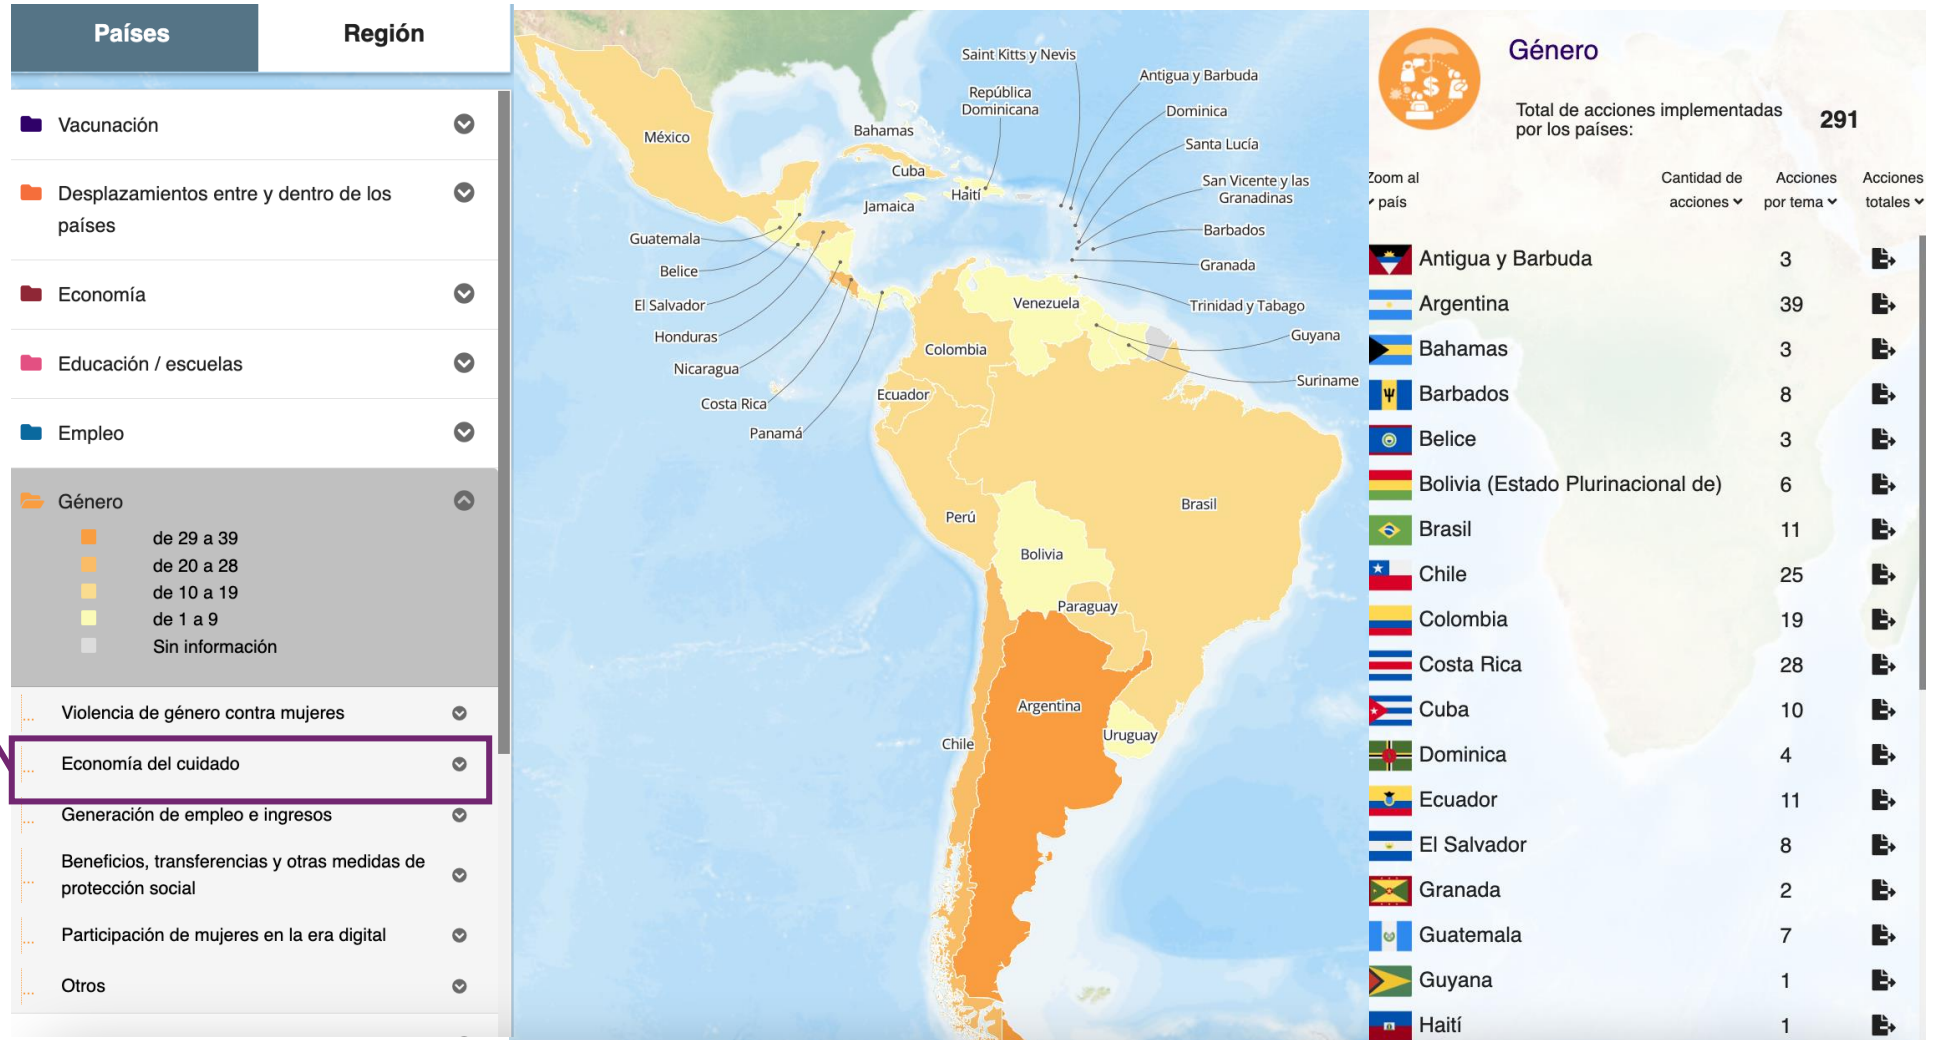 Países
Región
Vacunación
Desplazamientos entre y dentro de los
países
Economía
Educación / escuelas
Empleo
Género
de 29 a 39
de 20 a 28
de 10 a 19
de 1 a 9
Sin información
Violencia de género contra mujeres
Economía del cuidado
Generación de empleo e ingresos
Beneficios, transferencias y otras medidas de
protección social
Participación de mujeres en la era digital
Otros
Saint Kitts y Nevis
Antigua y Barbuda
República
Dominicana
Dominica
Bahamas
México
Santa Lucía
Cuba
San Vicente y las
Granadinas
Haití
Jamaica
Barbados
Guatemala
Granada
Belice
Venezuela
El Salvador
Trinidad y Tabago
Honduras
Guyana
Colombia
Nicaragua
Suriname
Ecuador
Costa Rica
Panamá
Brasil
Perú
Bolivia
Paraguay
Argentina
Uruguay
Chile
Género
Total de acciones implementadas
por los países:
291
Zoom al
país
Cantidad de
acciones
Acciones
por tema
Acciones
totales
Antigua y Barbuda 3
Argentina 39
Bahamas 3
Barbados 8
Belice 3
Bolivia (Estado Plurinacional de) 6
Brasil 11
Chile 25
Colombia 19
Costa Rica 28
Cuba 10
Dominica 4
Ecuador 11
El Salvador 8
Granada 2
Guatemala 7
Guyana 1
Haití 1